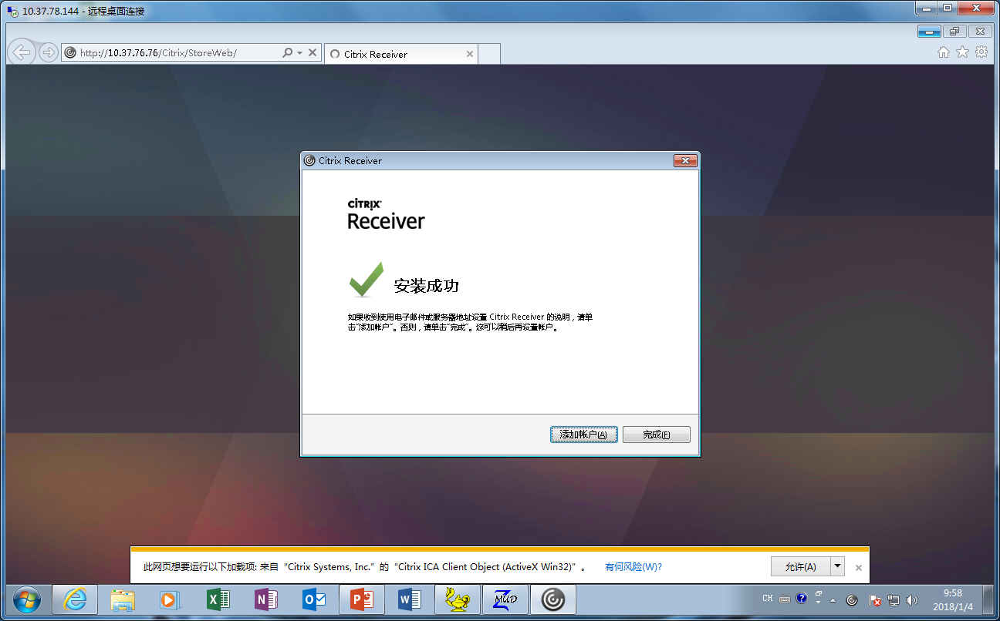 10.37.78.144 - 远程桌面连接
http://10.37.76.76/Citrix/StoreWeb/
Citrix Receiver
Citrix Receiver
CİTRIX
Receiver
安装成功
如果收到使用电子邮件或服务器地址设置 Citrix Receiver 的说明，请单
击"添加帐户"。否则，请单击"完成"。您可以稍后再设置帐户。
添加帐户(A)
完成(F)
此网页想要运行以下加载项: 来自 “Citrix Systems, Inc.” 的 “Citrix ICA Client Object (ActiveX Win32)” 。
有何风险(W)?
允许(A)
MUD
CH
9:58
2018/1/4